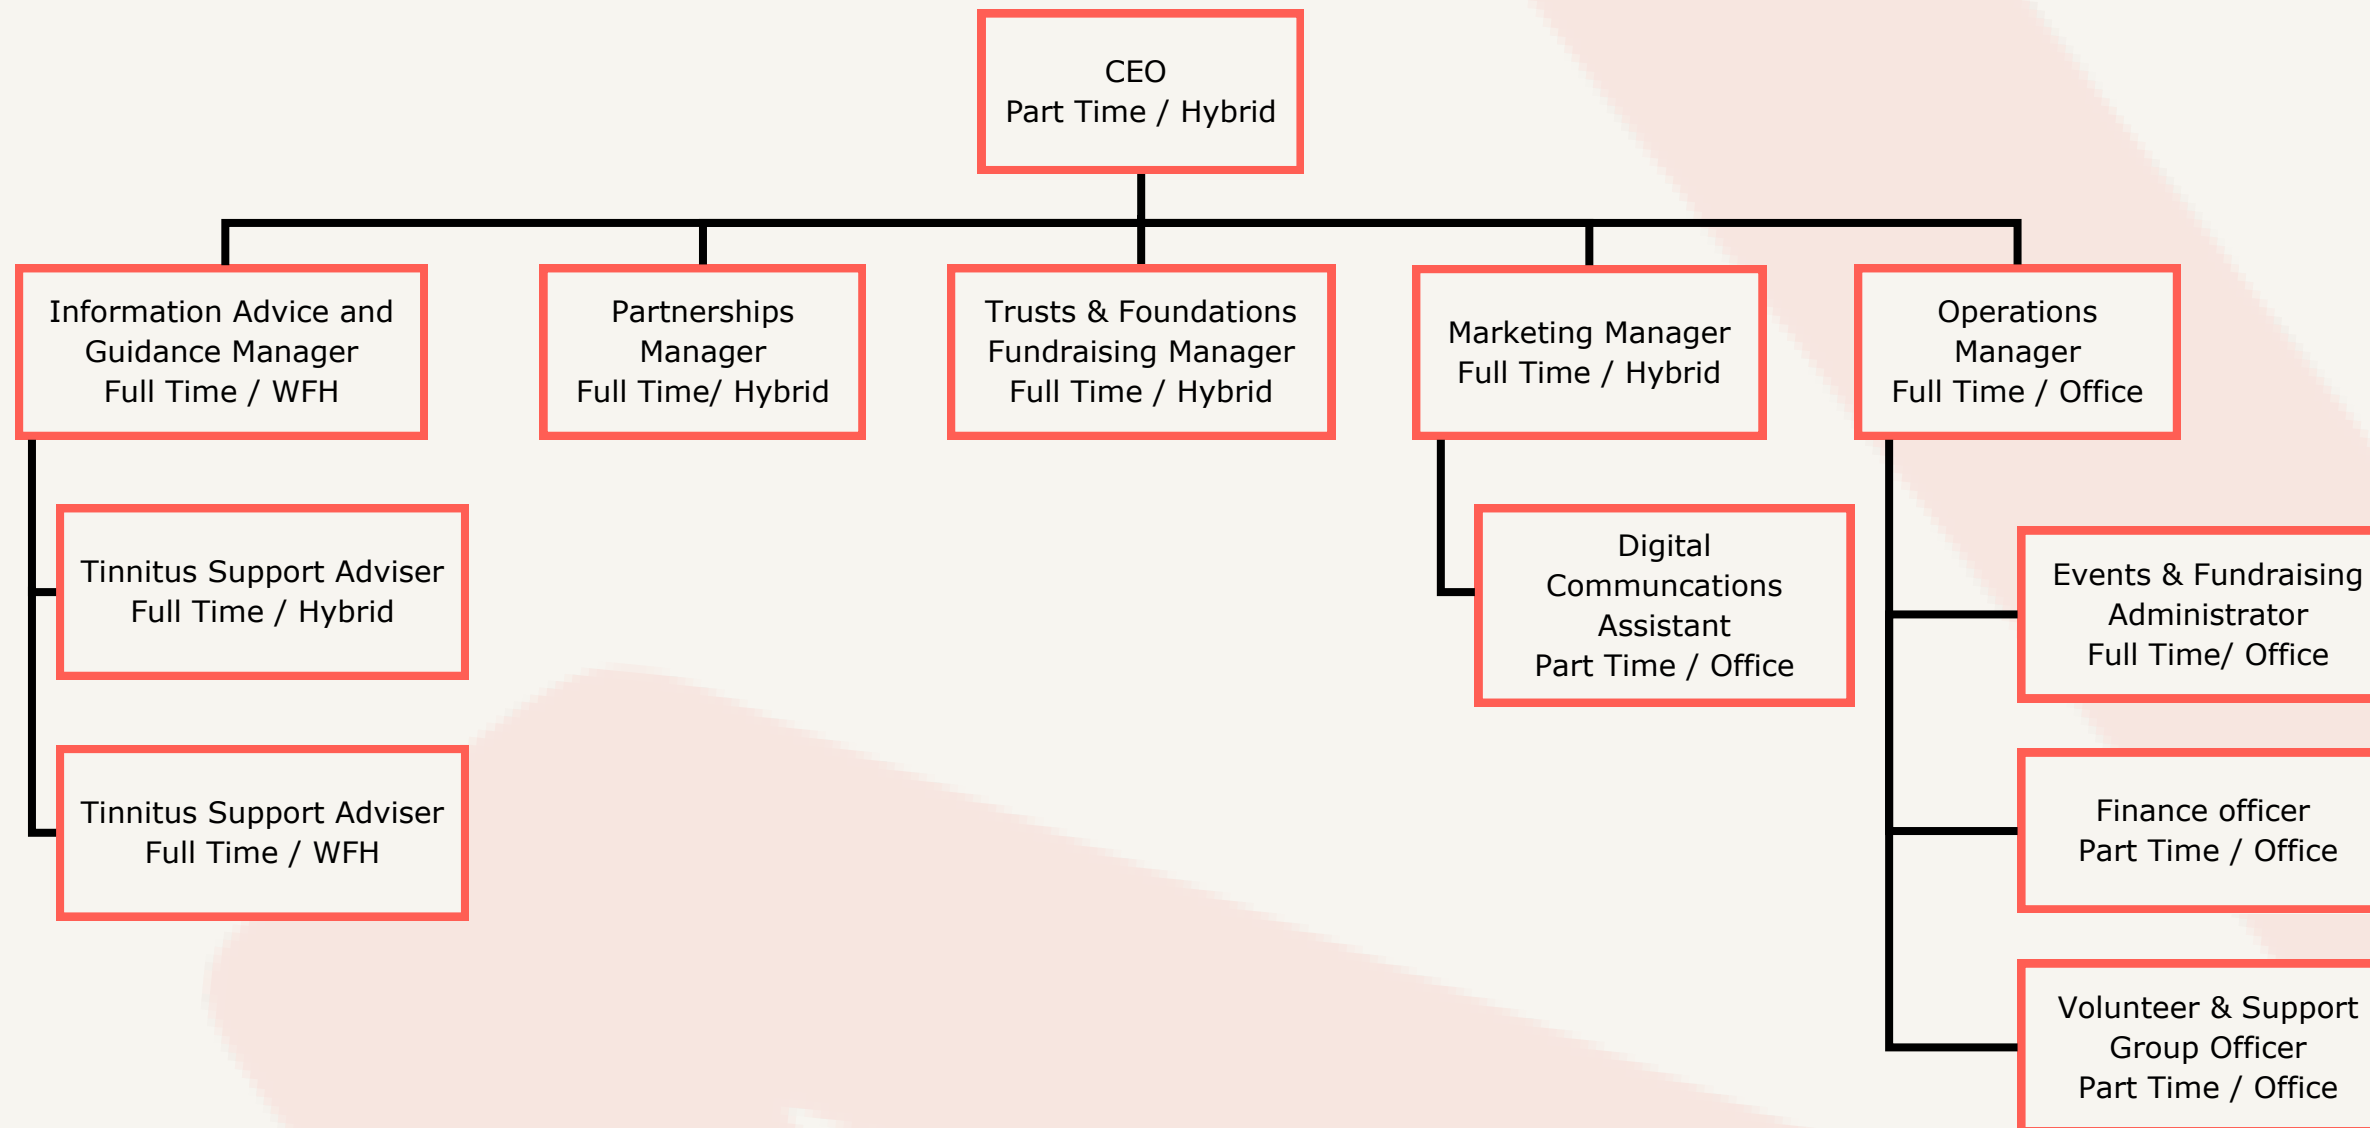 CEO
Part Time / Hybrid
Information Advice and
Guidance Manager
Full Time / WFH
Partnerships
Manager
Full Time/ Hybrid
Trusts & Foundations
Fundraising Manager
Full Time / Hybrid
Marketing Manager
Full Time / Hybrid
Operations
Manager
Full Time / Office
Tinnitus Support Adviser
Full Time / Hybrid
Tinnitus Support Adviser
Full Time / WFH
Digital
Communcations
Assistant
Part Time / Office
Events & Fundraising
Administrator
Full Time/ Office
Finance officer
Part Time / Office
Volunteer & Support
Group Officer
Part Time / Office